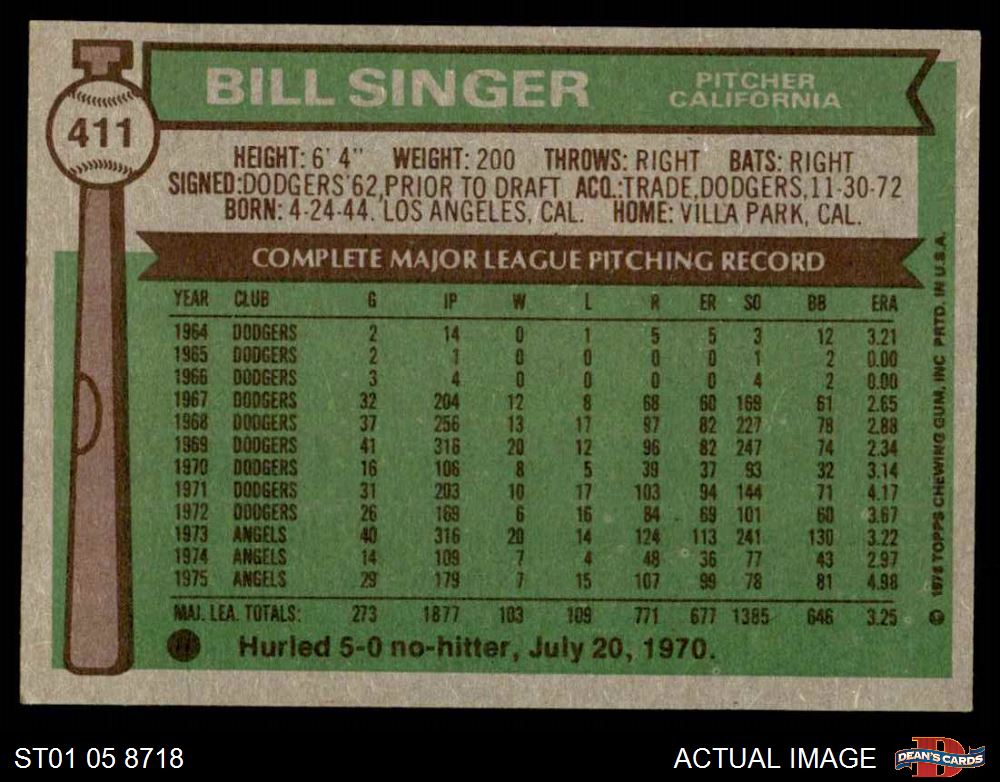 BILL SINGER
PITCHER
CALIFORNIA
411
HEIGHT: 6' 4" WEIGHT: 200 THROWS: RIGHT BATS: RIGHT
SIGNED: DODGERS '62, PRIOR TO DRAFT ACQ.: TRADE, DODGERS, 11-30-72
BORN: 4-24-44. LOS ANGELES, CAL. HOME: VILLA PARK, CAL.
COMPLETE MAJOR LEAGUE PITCHING RECORD
YEAR CLUB G IP W L R ER SO BB ERA
1964 DODGERS 2 14 0 1 5 5 3 12 3.21
1965 DODGERS 2 1 0 0 0 0 1 2 0.00
1966 DODGERS 3 4 0 0 0 0 4 2 0.00
1967 DODGERS 32 204 12 8 68 60 169 61 2.65
1968 DODGERS 37 256 13 17 97 82 227 78 2.88
1969 DODGERS 41 316 20 12 96 82 247 74 2.34
1970 DODGERS 16 106 8 5 39 37 93 32 3.14
1971 DODGERS 31 203 10 17 103 94 144 71 4.17
1972 DODGERS 26 169 6 16 84 69 101 60 3.67
1973 ANGELS 40 316 20 14 124 113 241 130 3.22
1974 ANGELS 14 109 7 4 48 36 77 43 2.97
1975 ANGELS 29 179 7 15 107 99 78 81 4.98
MAJ. LEA. TOTALS: 273 1877 103 109 771 677 1385 646 3.25
Hurled 5-0 no-hitter, July 20, 1970.
© 1976 TOPPS CHEWING GUM, INC PRTD. IN U.S.A.
ST01 05 8718
ACTUAL IMAGE
D
DEAN'S CARDS